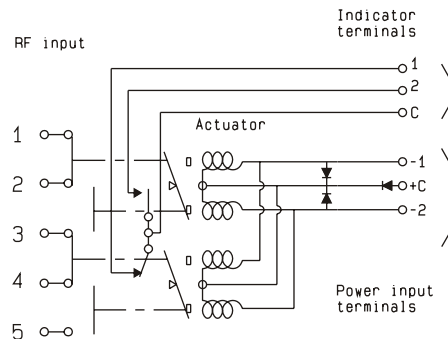 Indicator
terminals
RF input
1
2
C
Actuator
1
2
3
4
5
-1
+C
-2
Power input
terminals